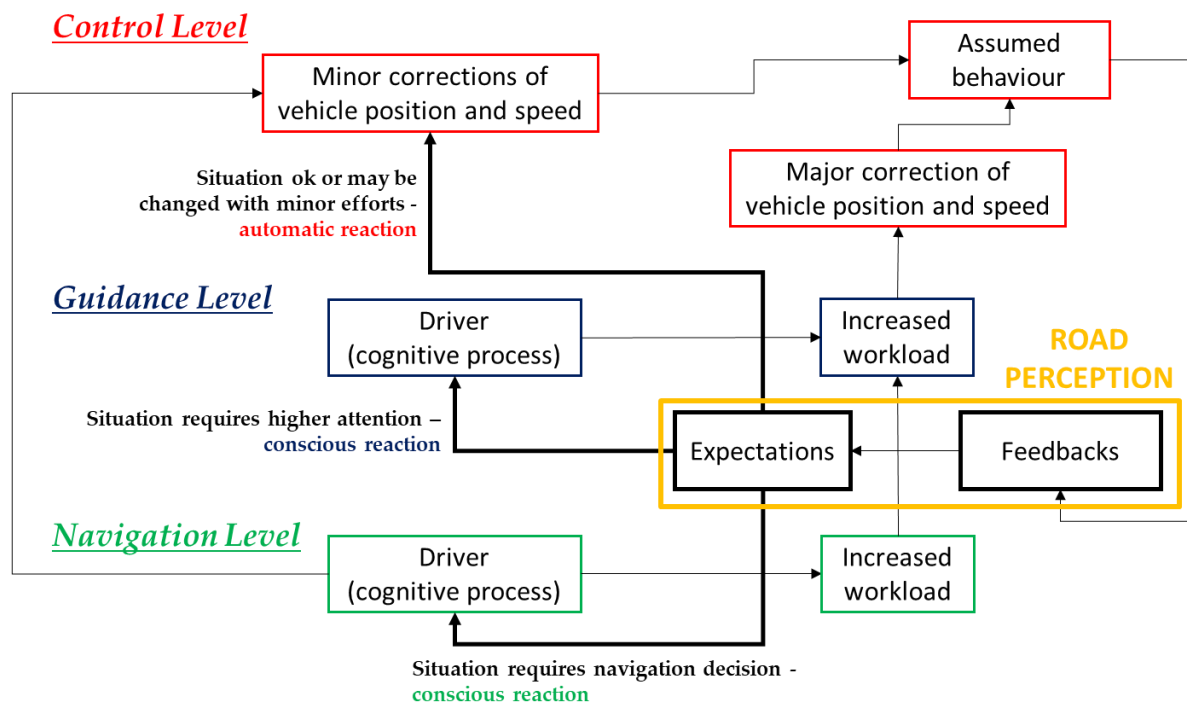 Control Level
Minor corrections of
vehicle position and speed
Assumed
behaviour
Situation ok or may be
changed with minor efforts -
automatic reaction
Major correction of
vehicle position and speed
Guidance Level
Driver
(cognitive process)
Increased
workload
ROAD
PERCEPTION
Situation requires higher attention –
conscious reaction
Expectations
Feedbacks
Navigation Level
Driver
(cognitive process)
Increased
workload
Situation requires navigation decision -
conscious reaction